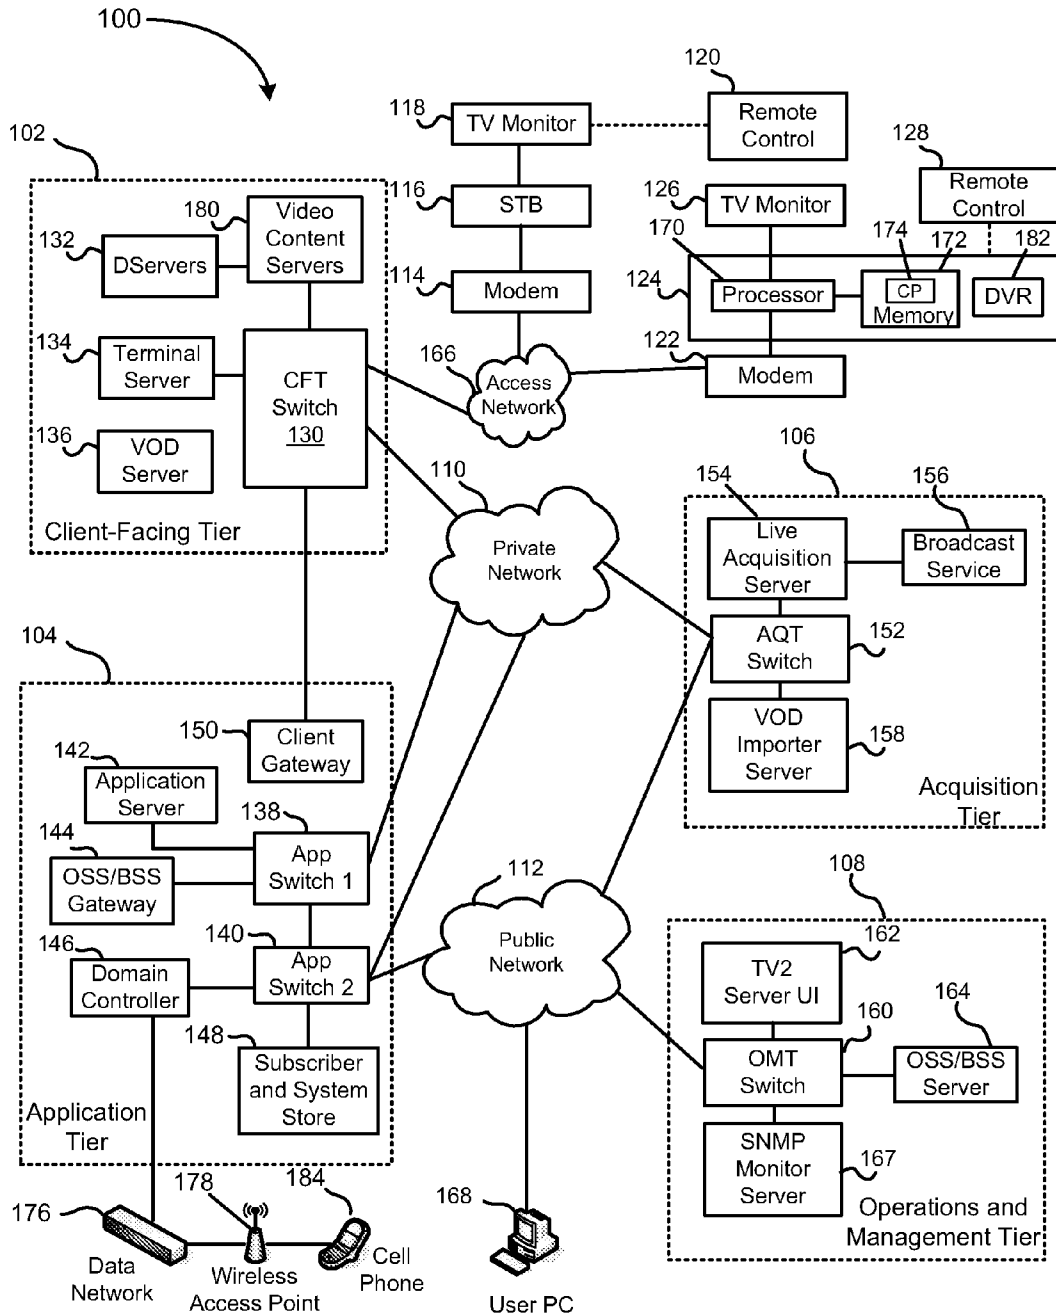 100
120
118
TV Monitor
Remote
Control
102
128
Remote
Control
116
STB
126
TV Monitor
180
Video
Content
Servers
132
DServers
170
174
172
182
114
Modem
124
Processor
CP
Memory
DVR
134
Terminal
Server
CFT
Switch
130
166
Access
Network
122
Modem
136
VOD
Server
Client-Facing Tier
110
Private
Network
106
154
156
Live
Acquisition
Server
Broadcast
Service
104
AQT
Switch
152
150
Client
Gateway
VOD
Importer
Server
158
142
Application
Server
Acquisition
Tier
138
App
Switch 1
144
OSS/BSS
Gateway
112
Public
Network
108
140
App
Switch 2
146
Domain
Controller
162
TV2
Server UI
148
Subscriber
and System
Store
160
164
OMT
Switch
OSS/BSS
Server
Application
Tier
SNMP
Monitor
Server
167
Operations and
Management Tier
176
178
184
168
Data
Network
Wireless
Access Point
Cell
Phone
User PC